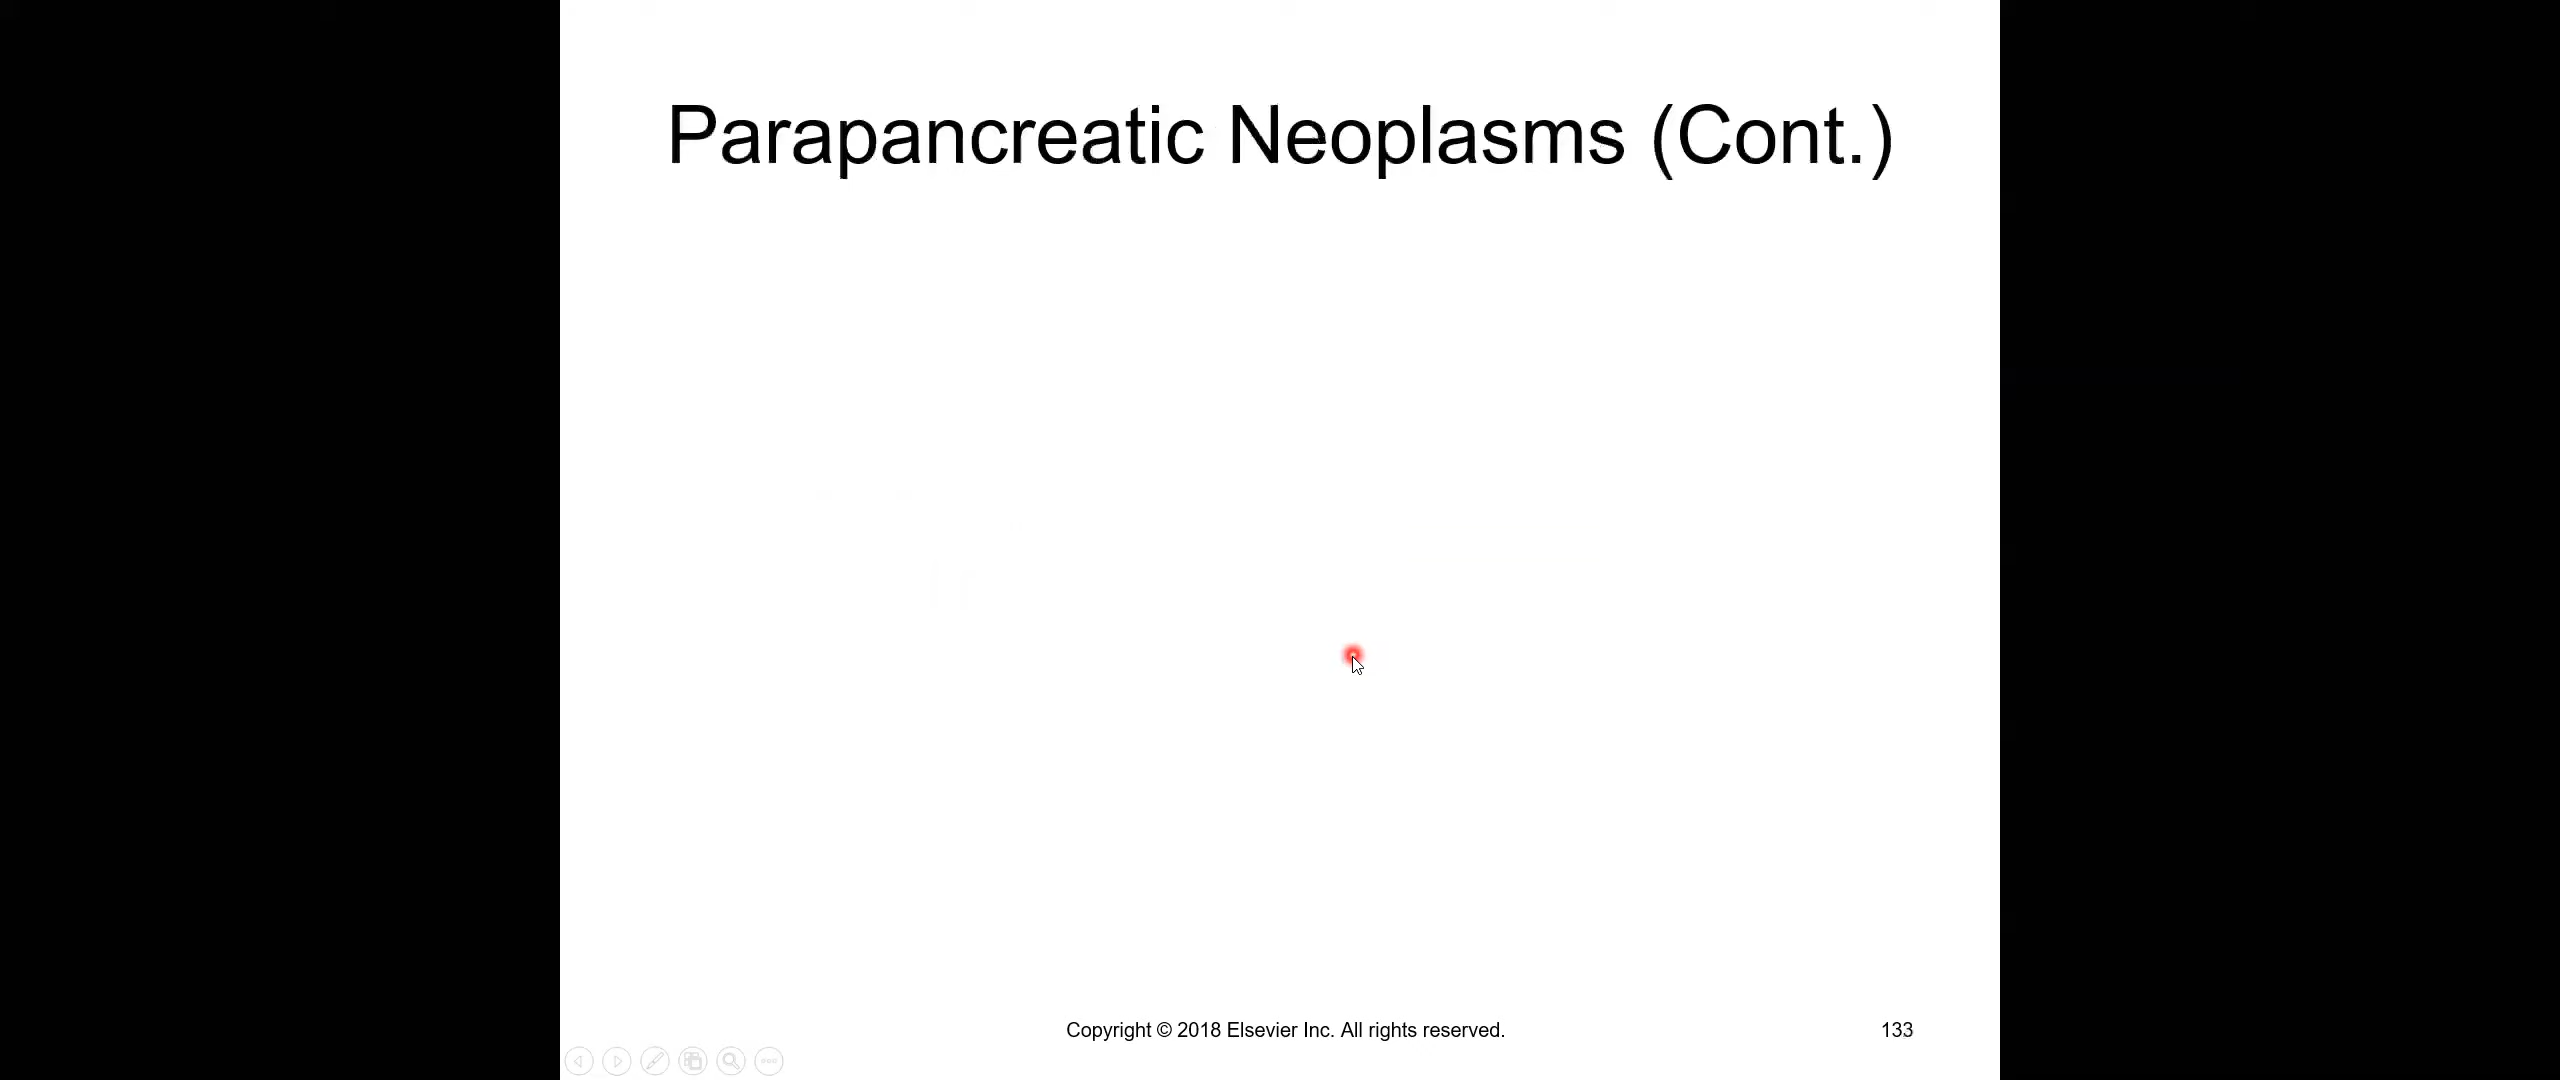 Parapancreatic Neoplasms (Cont.)
Copyright © 2018 Elsevier Inc. All rights reserved.
133